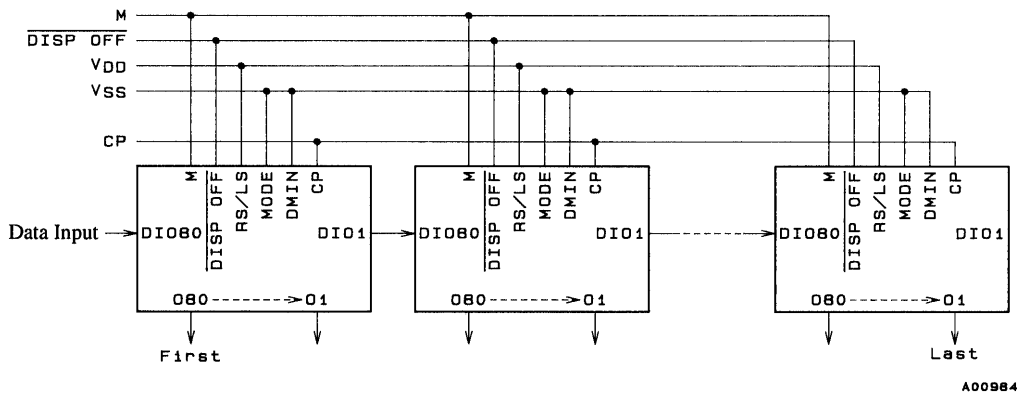 M
DISP OFF
VDD
VSS
CP
M DISP OFF RS/LS MODE DMIN CP
M DISP OFF RS/LS MODE DMIN CP
M DISP OFF RS/LS MODE DMIN CP
Data Input DIO80 DIO1 DIO80 DIO1 DIO80 DIO1
O80 O1 O80 O1 O80 O1
First Last
A00984